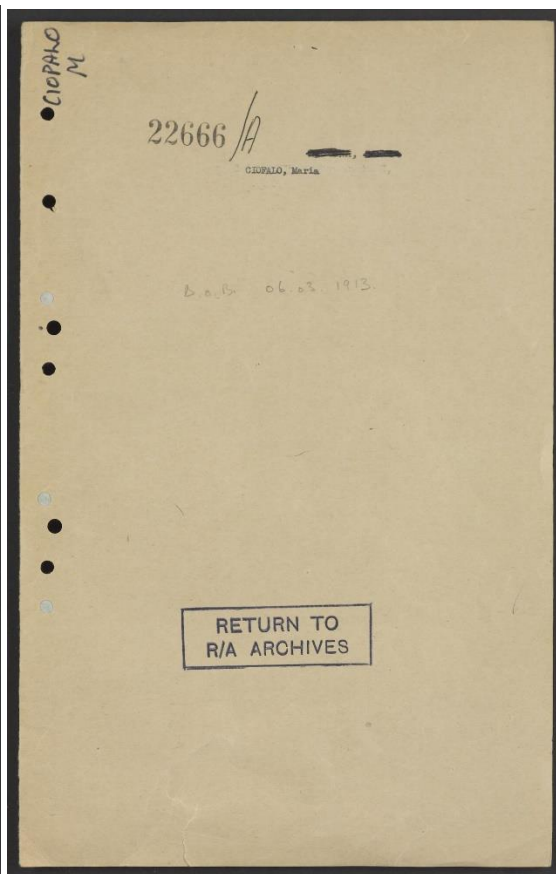 CIOPALO
M
22666/A
CIOPALO, Maria
D.o.B. 06.03.1913.
RETURN TO
R/A ARCHIVES